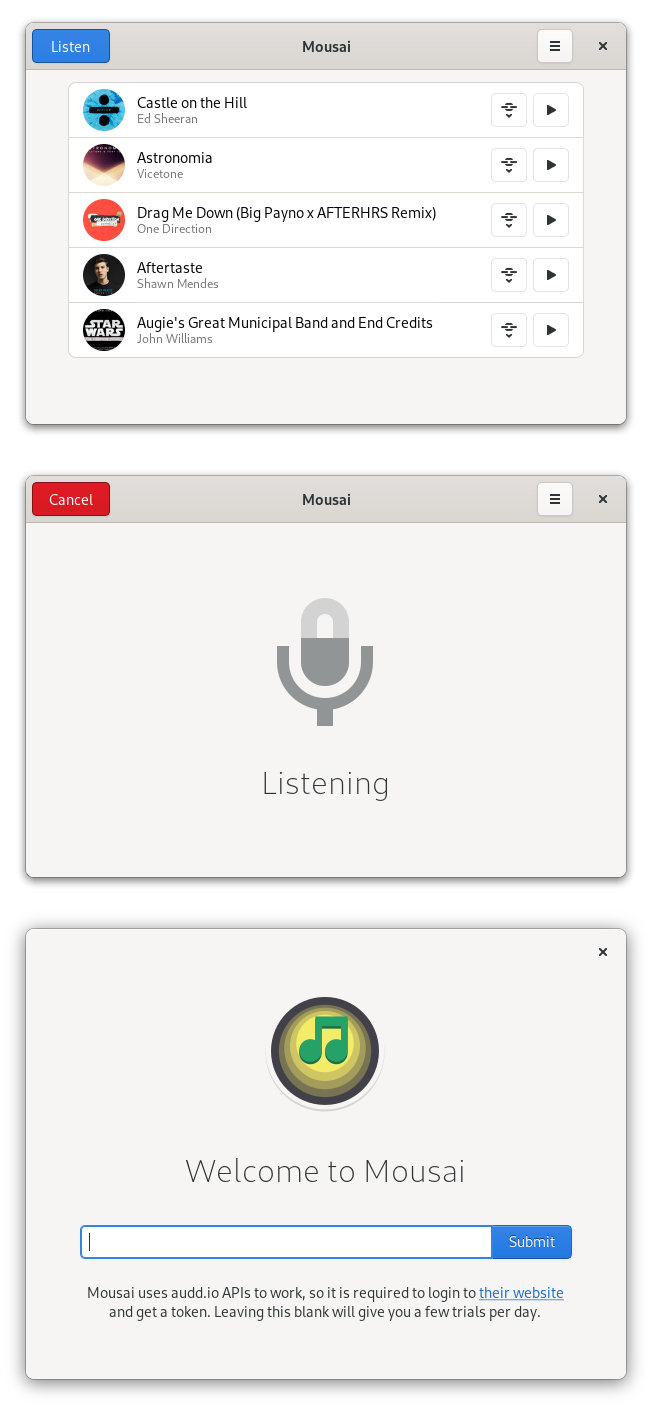 Listen
Mousai
Castle on the Hill
Ed Sheeran
Astronomia
Vicetone
Drag Me Down (Big Payno x AFTERHRS Remix)
One Direction
Aftertaste
Shawn Mendes
STAR
WARS
Augie's Great Municipal Band and End Credits
John Williams
Cancel
Mousai
Listening
Welcome to Mousai
Submit
Mousai uses audd.io APIs to work, so it is required to login to their website
and get a token. Leaving this blank will give you a few trials per day.